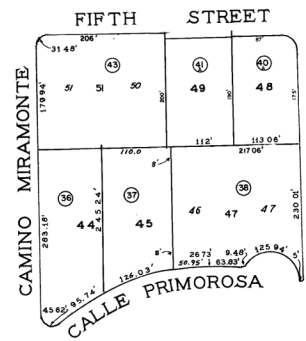 FIFTH STREET
206' 87'
31.48'
43 41 40
51 51 50 49 48
179.94' 200' 190' 175'
CAMINO MIRAMONTE
110.0 112' 113.06'
8' 217.06'
36 37 38
44 245.24' 45 46 47 47
283.18' 230.01
8' 26.73' 9.48' 125.94' 5'
126.03' 50.95' 63.83'
45.62' 95.74'
CALLE PRIMOROSA